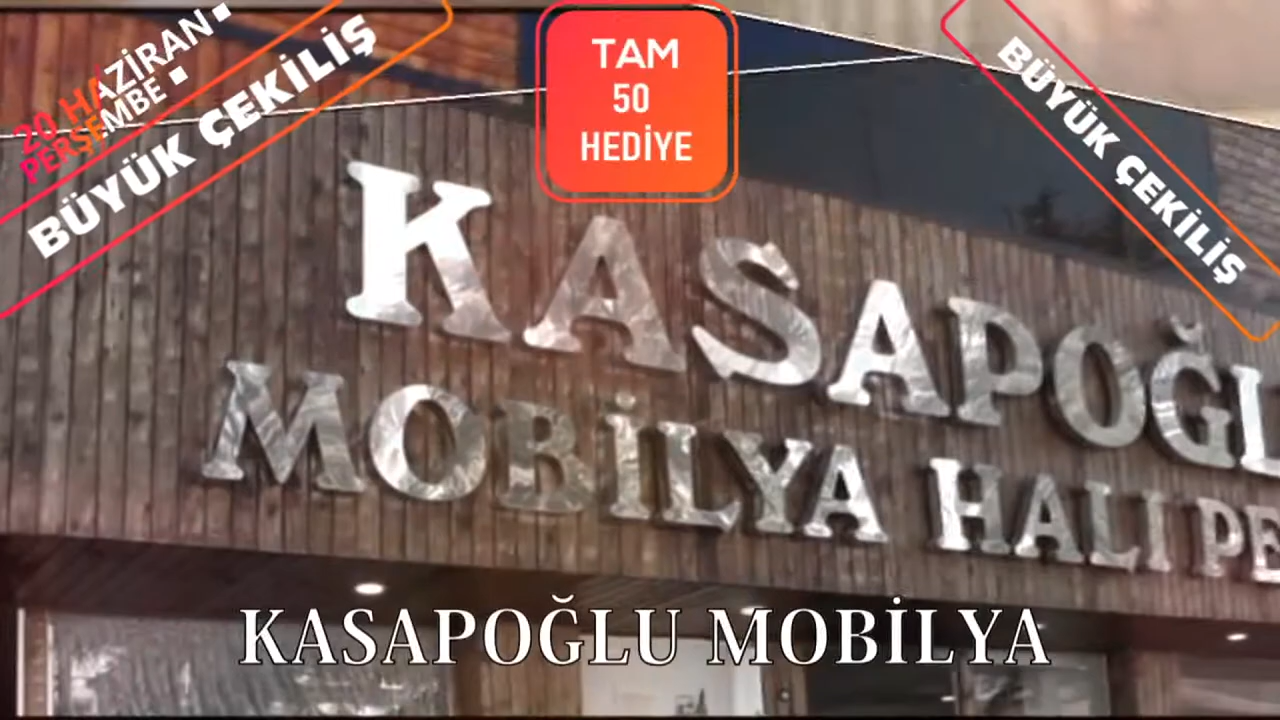 20 HAZİRAN
PERŞEMBE
BÜYÜK ÇEKİLİŞ
TAM
50
HEDİYE
BÜYÜK ÇEKİLİŞ
KASAPOĞL
MOBİLYA HALI PE
KASAPOĞLU MOBİLYA